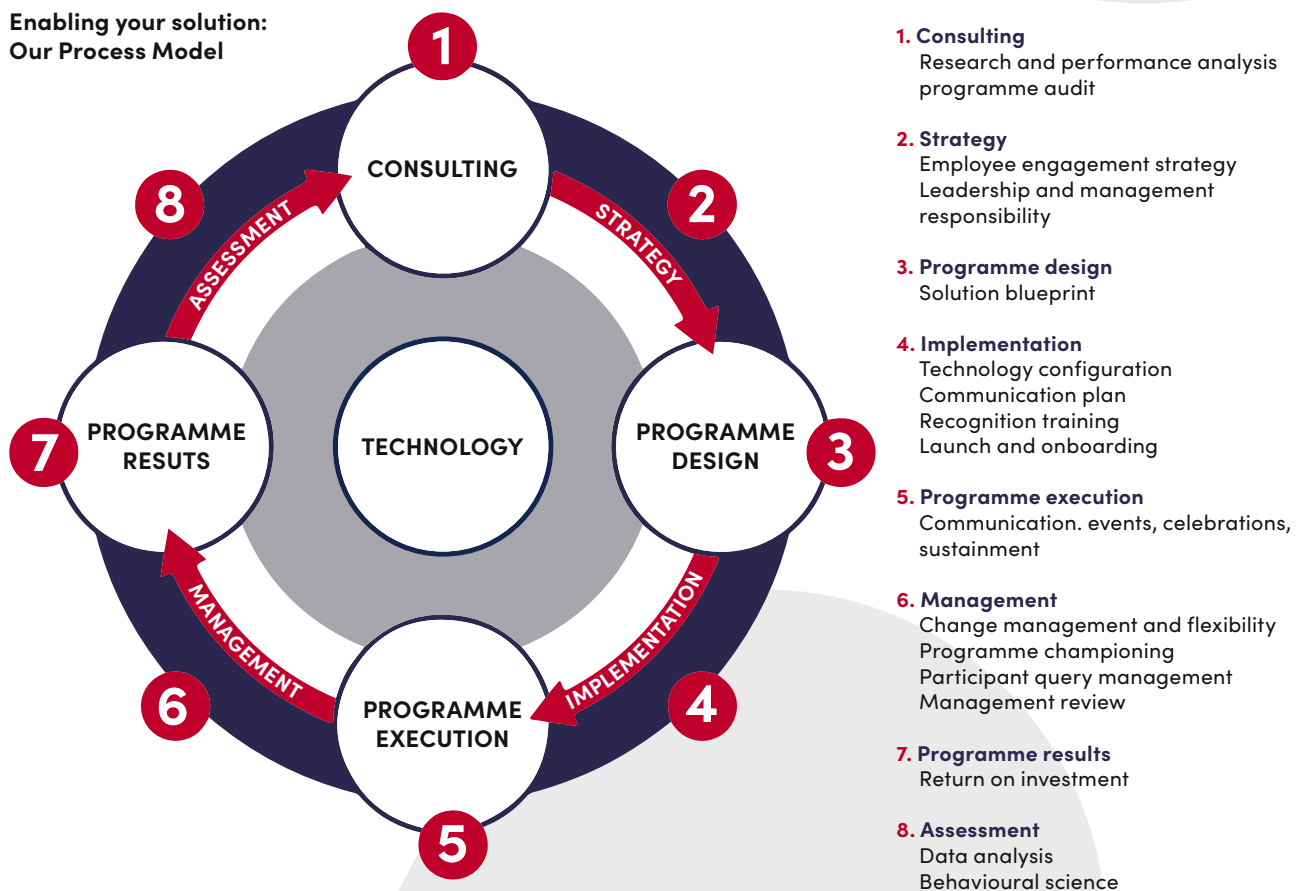 Enabling your solution:
Our Process Model
1
CONSULTING
2
STRATEGY
3
PROGRAMME
DESIGN
4
IMPLEMENTATION
5
PROGRAMME
EXECUTION
6
MANAGEMENT
7
PROGRAMME
RESUTS
8
ASSESSMENT
TECHNOLOGY
1. Consulting
Research and performance analysis
programme audit
2. Strategy
Employee engagement strategy
Leadership and management
responsibility
3. Programme design
Solution blueprint
4. Implementation
Technology configuration
Communication plan
Recognition training
Launch and onboarding
5. Programme execution
Communication. events, celebrations,
sustainment
6. Management
Change management and flexibility
Programme championing
Participant query management
Management review
7. Programme results
Return on investment
8. Assessment
Data analysis
Behavioural science